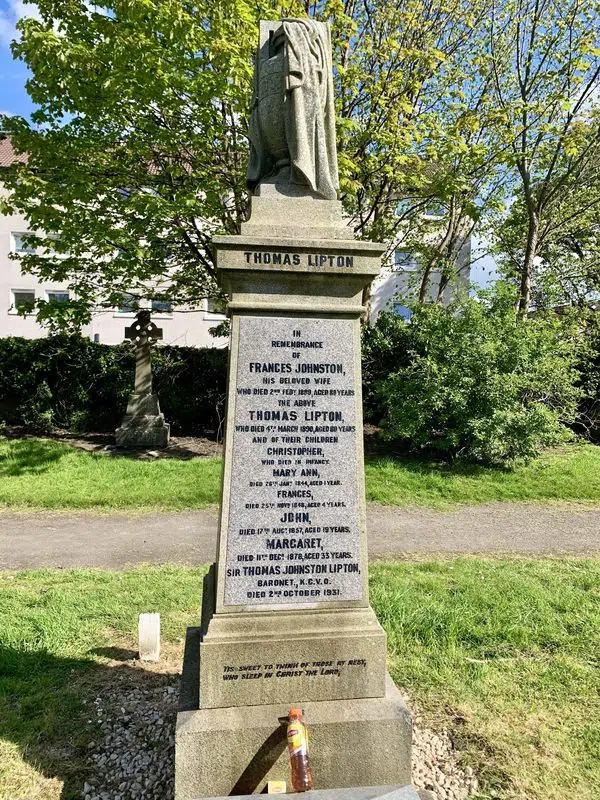 THOMAS LIPTON
IN
REMEMBRANCE
OF
FRANCES JOHNSTON,
HIS BELOVED WIFE
WHO DIED 2ND FEBY 1889, AGED 80 YEARS
THE ABOVE
THOMAS LIPTON,
WHO DIED 4TH MARCH 1890, AGED 80 YEARS
AND OF THEIR CHILDREN
CHRISTOPHER,
WHO DIED IN INFANCY.
MARY ANN,
DIED 26TH JANY 1844, AGED 1 YEAR.
FRANCES,
DIED 25TH NOVR 1848, AGED 4 YEARS.
JOHN,
DIED 17TH AUGT 1857, AGED 19 YEARS,
MARGARET,
DIED 11TH DECR 1878, AGED 35 YEARS.
SIR THOMAS JOHNSTON LIPTON,
BARONET., K.C.V.O.
DIED 2ND OCTOBER 1931.
'TIS SWEET TO THINK OF THOSE AT REST,
WHO SLEEP IN CHRIST THE LORD,
Lipton